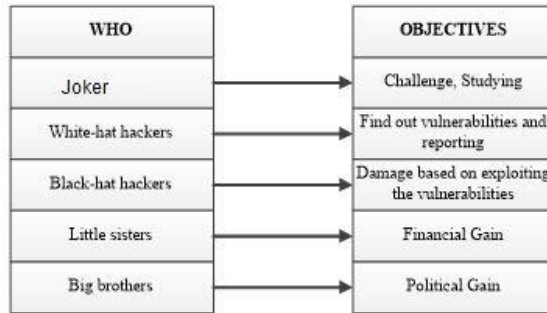 WHO
OBJECTIVES
Joker
Challenge, Studying
White-hat hackers
Find out vulnerabilities and
reporting
Black-hat hackers
Damage based on exploiting
the vulnerabilities
Little sisters
Financial Gain
Big brothers
Political Gain